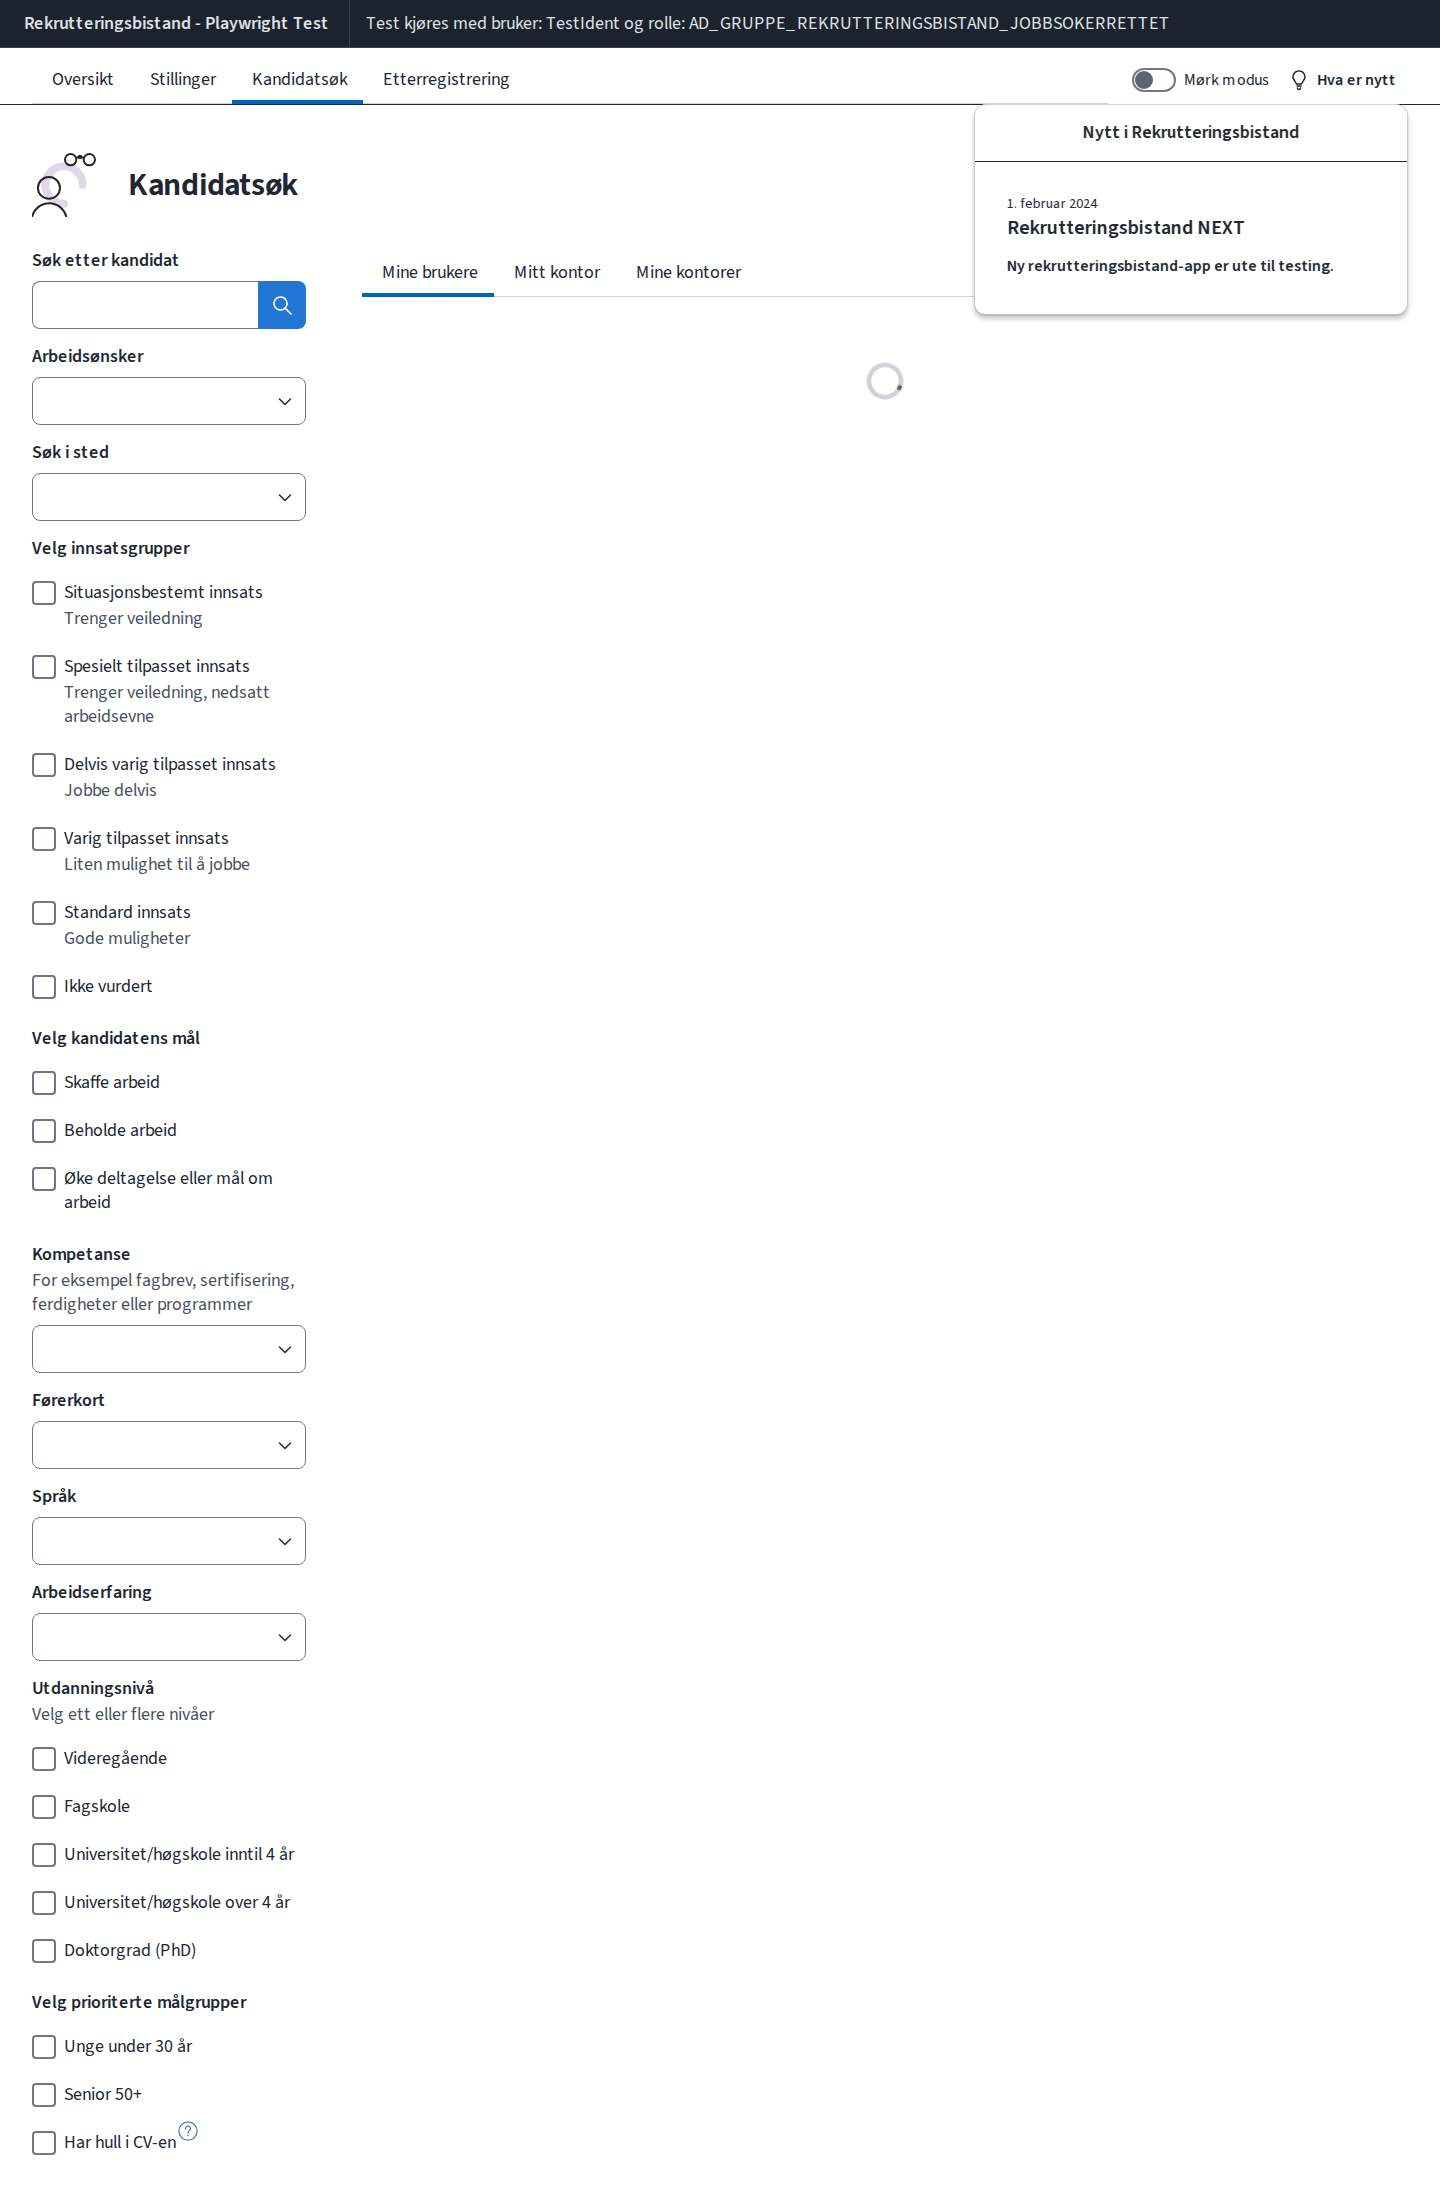 Rekrutteringsbistand - Playwright Test
Test kjøres med bruker: TestIdent og rolle: AD_GRUPPE_REKRUTTERINGSBISTAND_JOBBSOKERRETTET
Oversikt
Stillinger
Kandidatsøk
Etterregistrering
Mørk modus
Hva er nytt
Nytt i Rekrutteringsbistand
1. februar 2024
Rekrutteringsbistand NEXT
Ny rekrutteringsbistand-app er ute til testing.
Kandidatsøk
Søk etter kandidat
Arbeidsønsker
Søk i sted
Velg innsatsgrupper
Situasjonsbestemt innsats
Trenger veiledning
Spesielt tilpasset innsats
Trenger veiledning, nedsatt
arbeidsevne
Delvis varig tilpasset innsats
Jobbe delvis
Varig tilpasset innsats
Liten mulighet til å jobbe
Standard innsats
Gode muligheter
Ikke vurdert
Velg kandidatens mål
Skaffe arbeid
Beholde arbeid
Øke deltagelse eller mål om
arbeid
Kompetanse
For eksempel fagbrev, sertifisering,
ferdigheter eller programmer
Førerkort
Språk
Arbeidserfaring
Utdanningsnivå
Velg ett eller flere nivåer
Videregående
Fagskole
Universitet/høgskole inntil 4 år
Universitet/høgskole over 4 år
Doktorgrad (PhD)
Velg prioriterte målgrupper
Unge under 30 år
Senior 50+
Har hull i CV-en
?
Mine brukere
Mitt kontor
Mine kontorer